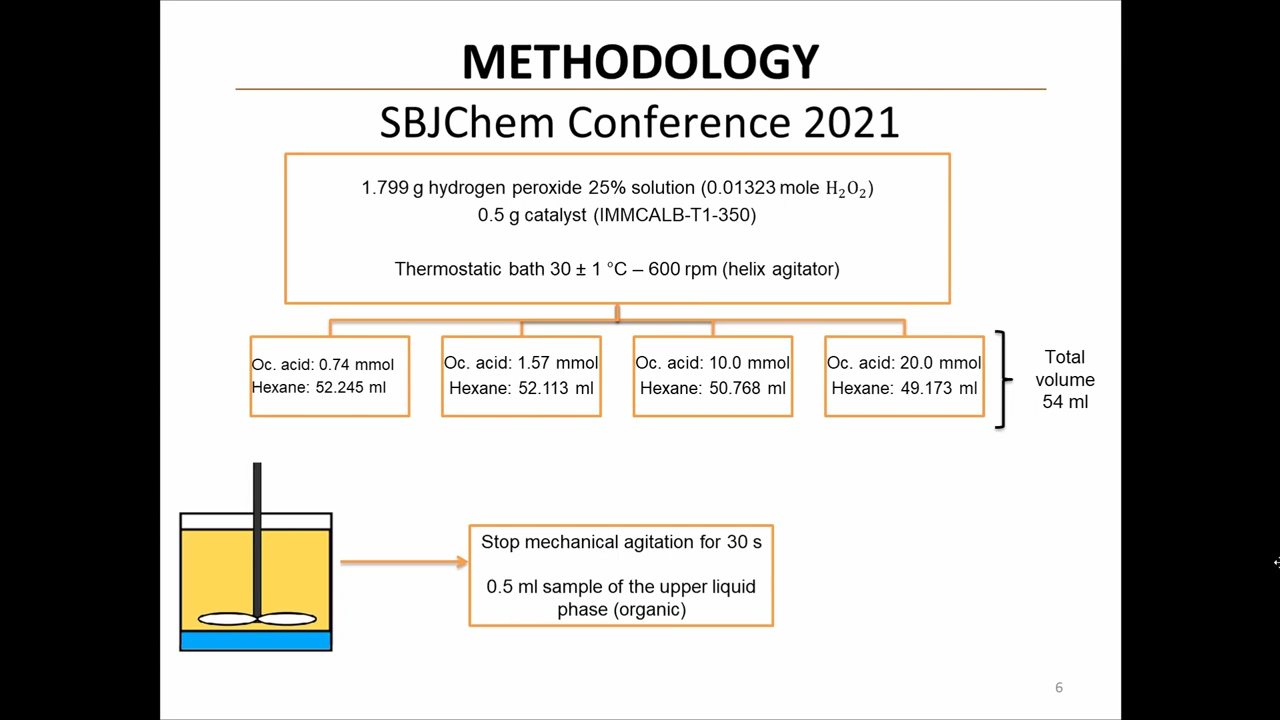 METHODOLOGY
SBJChem Conference 2021
1.799 g hydrogen peroxide 25% solution (0.01323 mole H₂O₂)
0.5 g catalyst (IMMCALB-T1-350)
Thermostatic bath 30 ± 1 °C – 600 rpm (helix agitator)
Oc. acid: 0.74 mmol
Hexane: 52.245 ml
Oc. acid: 1.57 mmol
Hexane: 52.113 ml
Oc. acid: 10.0 mmol
Hexane: 50.768 ml
Oc. acid: 20.0 mmol
Hexane: 49.173 ml
Total
volume
54 ml
Stop mechanical agitation for 30 s
0.5 ml sample of the upper liquid
phase (organic)
6